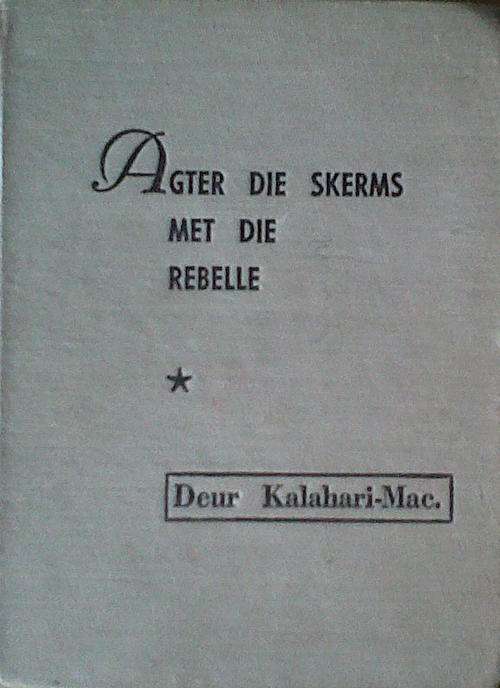 AGTER DIE SKERMS
MET DIE
REBELLE
Deur Kalahari-Mac.